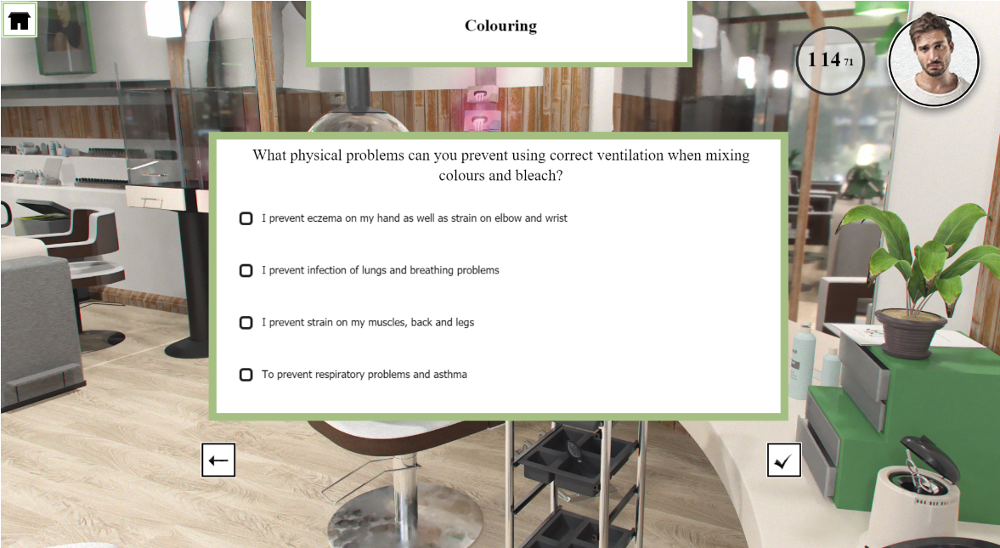 Colouring
114 71
What physical problems can you prevent using correct ventilation when mixing
colours and bleach?
I prevent eczema on my hand as well as strain on elbow and wrist
I prevent infection of lungs and breathing problems
I prevent strain on my muscles, back and legs
To prevent respiratory problems and asthma